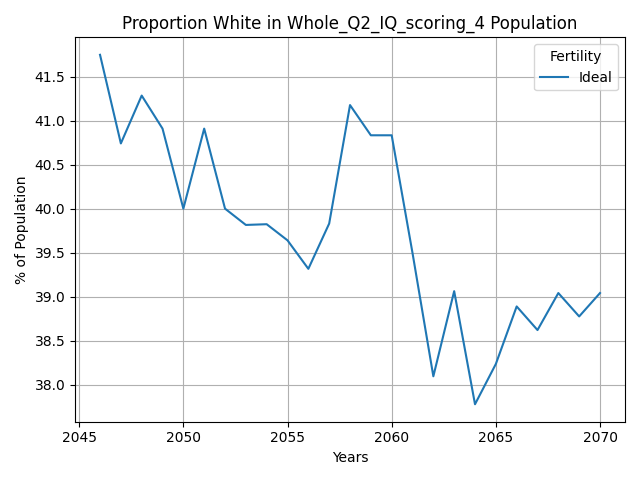 Proportion White in Whole_Q2_IQ_scoring_4 Population
Fertility
Ideal
% of Population
41.5
41.0
40.5
40.0
39.5
39.0
38.5
38.0
2045 2050 2055 2060 2065 2070
Years